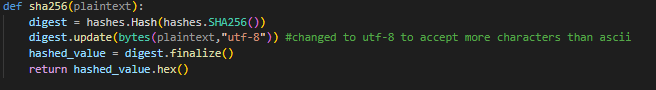 def sha256(plaintext):
    digest = hashes.Hash(hashes.SHA256())
    digest.update(bytes(plaintext,"utf-8")) #changed to utf-8 to accept more characters than ascii
    hashed_value = digest.finalize()
    return hashed_value.hex()